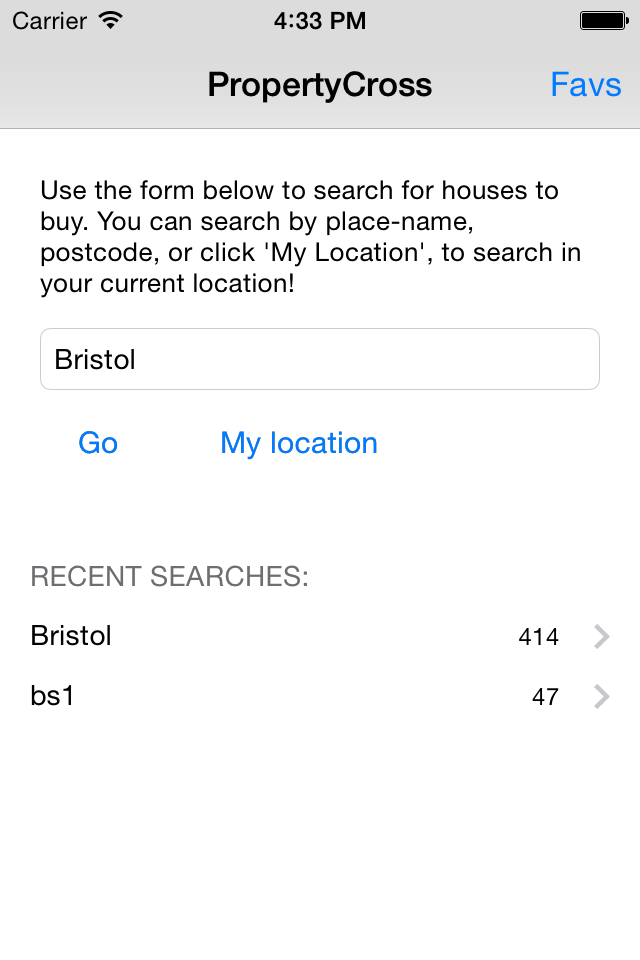 Carrier 4:33 PM
PropertyCross Favs
Use the form below to search for houses to
buy. You can search by place-name,
postcode, or click 'My Location', to search in
your current location!
Bristol
Go My location
RECENT SEARCHES:
Bristol 414
bs1 47